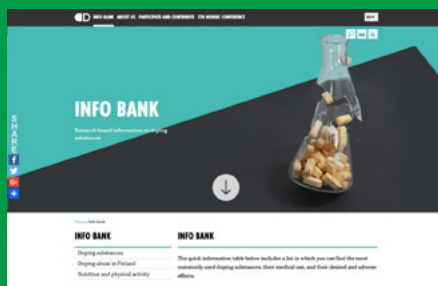 INFO BANK ABOUT US PARTICIPATE AND CONTRIBUTE 5TH NORDIC CONFERENCE
INFO BANK
Research-based information on doping
substances
SHARE
INFO BANK
Doping substances
Doping abuse in Finland
Nutrition and physical activity
INFO BANK
The quick information table below includes a list in which you can find the most
commonly used doping substances, their medical use, and their desired and adverse
effects.